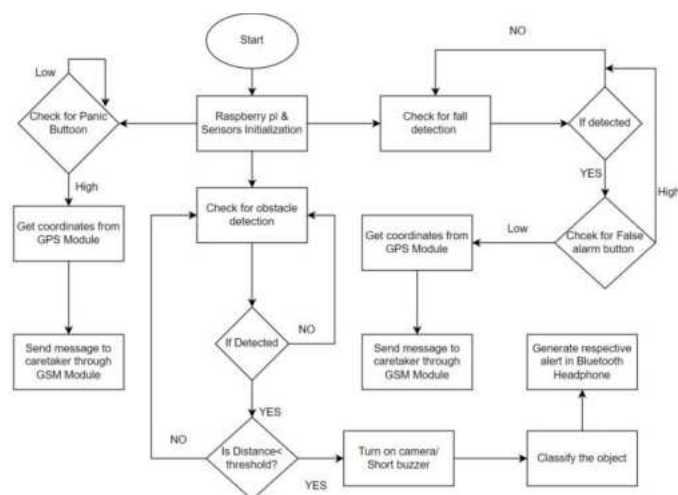 Start
NO
Low
Check for Panic
Buttoon
Raspberry pi &
Sensors Initialization
Check for fall
detection
If detected
High
YES
High
Check for obstacle
detection
Get coordinates from
GPS Module
Get coordinates from
GPS Module
Low
Chcek for False
alarm button
If Detected
NO
Send message to
caretaker through
GSM Module
Send message to
caretaker through
GSM Module
Generate respective
alert in Bluetooth
Headphone
YES
NO
Is Distance<
threshold?
YES
Turn on camera/
Short buzzer
Classify the object